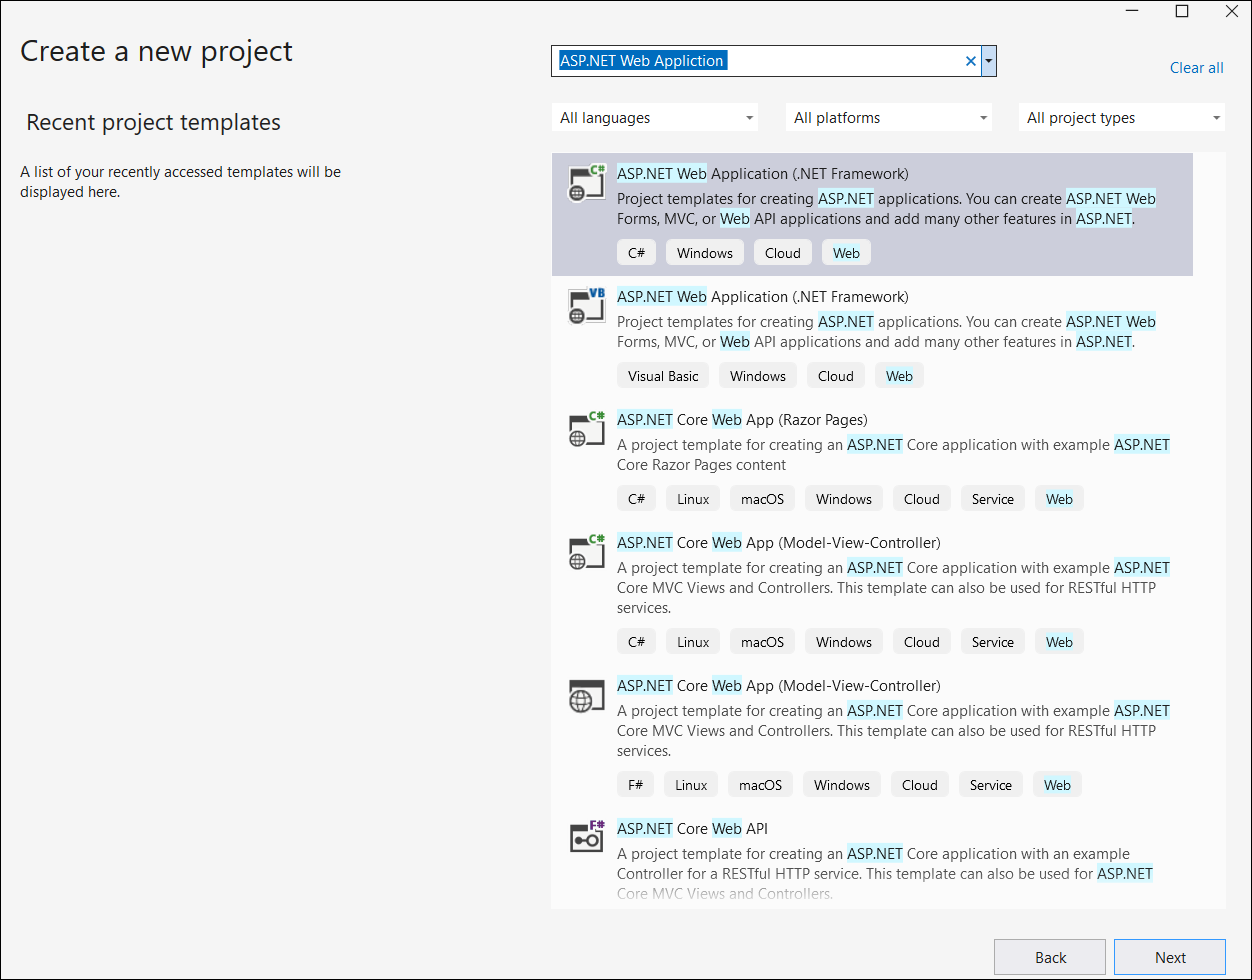 Create a new project
ASP.NET Web Appliction
Clear all
Recent project templates
All languages
All platforms
All project types
A list of your recently accessed templates will be
displayed here.
C#
ASP.NET Web Application (.NET Framework)
Project templates for creating ASP.NET applications. You can create ASP.NET Web
Forms, MVC, or Web API applications and add many other features in ASP.NET.
C# Windows Cloud Web
VB
ASP.NET Web Application (.NET Framework)
Project templates for creating ASP.NET applications. You can create ASP.NET Web
Forms, MVC, or Web API applications and add many other features in ASP.NET.
Visual Basic Windows Cloud Web
C#
ASP.NET Core Web App (Razor Pages)
A project template for creating an ASP.NET Core application with example ASP.NET
Core Razor Pages content
C# Linux macOS Windows Cloud Service Web
C#
ASP.NET Core Web App (Model-View-Controller)
A project template for creating an ASP.NET Core application with example ASP.NET
Core MVC Views and Controllers. This template can also be used for RESTful HTTP
services.
C# Linux macOS Windows Cloud Service Web
ASP.NET Core Web App (Model-View-Controller)
A project template for creating an ASP.NET Core application with example ASP.NET
Core MVC Views and Controllers. This template can also be used for RESTful HTTP
services.
F# Linux macOS Windows Cloud Service Web
F#
ASP.NET Core Web API
A project template for creating an ASP.NET Core application with an example
Controller for a RESTful HTTP service. This template can also be used for ASP.NET
Core MVC Views and Controllers.
Back
Next